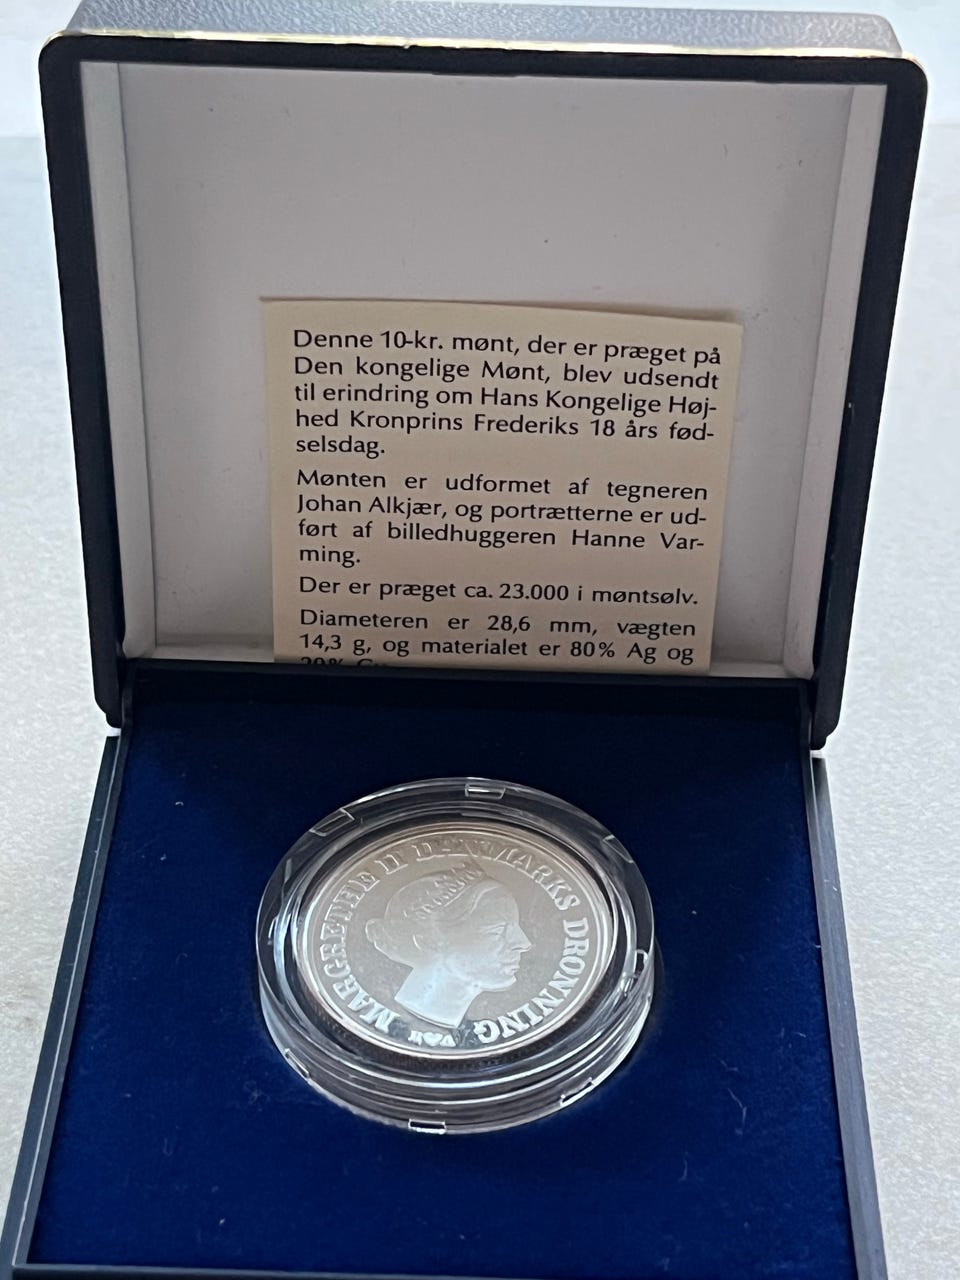 Denne 10-kr. mønt, der er præget på
Den kongelige Mønt, blev udsendt
til erindring om Hans Kongelige Høj-
hed Kronprins Frederiks 18 års fød-
selsdag.
Mønten er udformet af tegneren
Johan Alkjær, og portrætterne er ud-
ført af billedhuggeren Hanne Var-
ming.
Der er præget ca. 23.000 i møntsølv.
Diameteren er 28,6 mm, vægten
14,3 g, og materialet er 80% Ag og
MARGRETHE II DANMARKS DRONNING